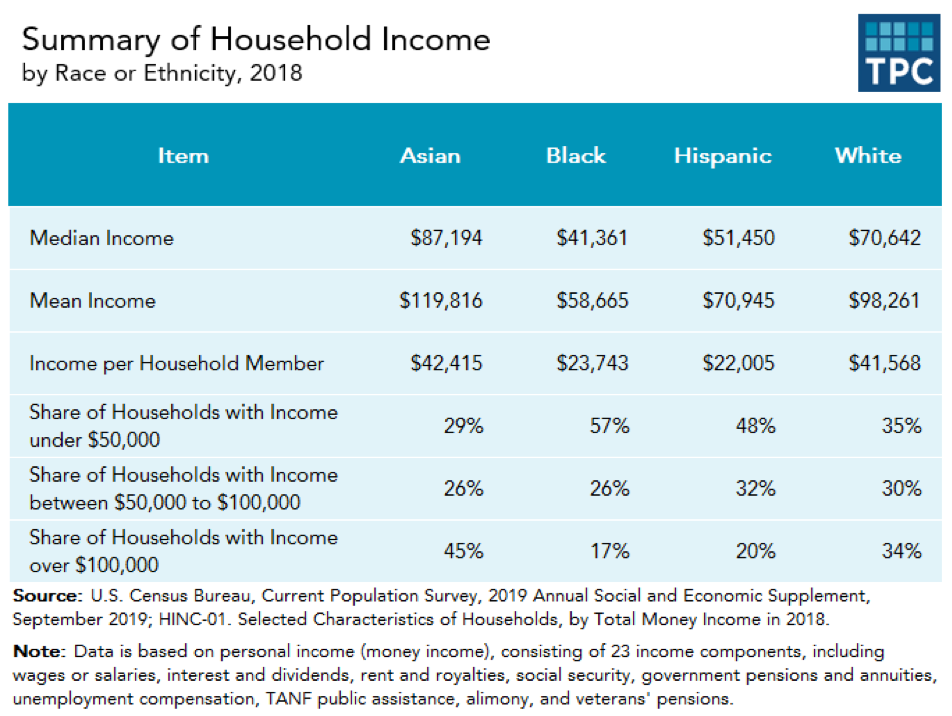 Summary of Household Income
by Race or Ethnicity, 2018
TPC
Item Asian Black Hispanic White
Median Income $87,194 $41,361 $51,450 $70,642
Mean Income $119,816 $58,665 $70,945 $98,261
Income per Household Member $42,415 $23,743 $22,005 $41,568
Share of Households with Income
under $50,000 29% 57% 48% 35%
Share of Households with Income
between $50,000 to $100,000 26% 26% 32% 30%
Share of Households with Income
over $100,000 45% 17% 20% 34%
Source: U.S. Census Bureau, Current Population Survey, 2019 Annual Social and Economic Supplement,
September 2019; HINC-01. Selected Characteristics of Households, by Total Money Income in 2018.
Note: Data is based on personal income (money income), consisting of 23 income components, including
wages or salaries, interest and dividends, rent and royalties, social security, government pensions and annuities,
unemployment compensation, TANF public assistance, alimony, and veterans' pensions.